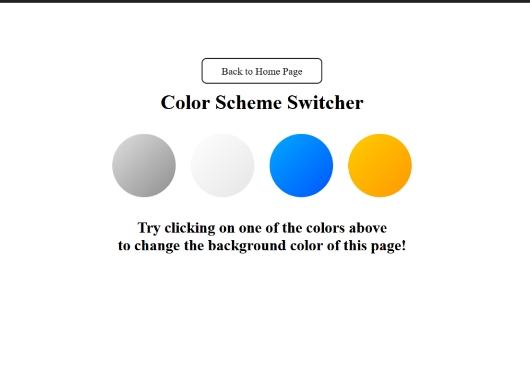 Back to Home Page
Color Scheme Switcher
Try clicking on one of the colors above
to change the background color of this page!